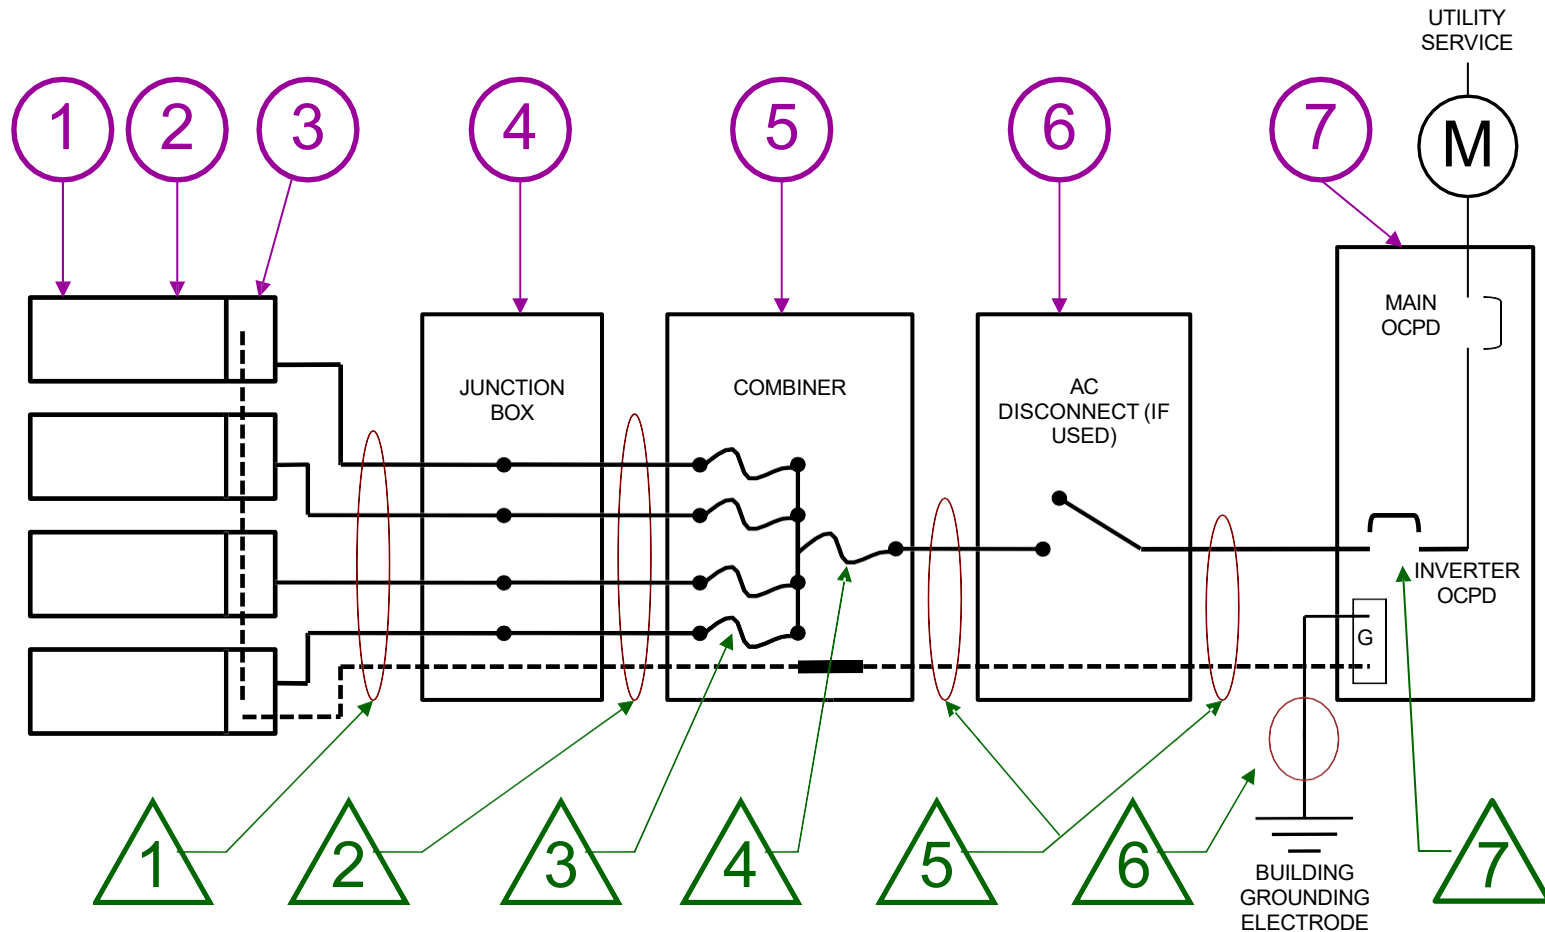 UTILITY
SERVICE
1
2
3
4
5
6
7
M
MAIN
OCPD
JUNCTION
BOX
COMBINER
AC
DISCONNECT (IF
USED)
INVERTER
OCPD
G
1
2
3
4
5
6
7
BUILDING
GROUNDING
ELECTRODE